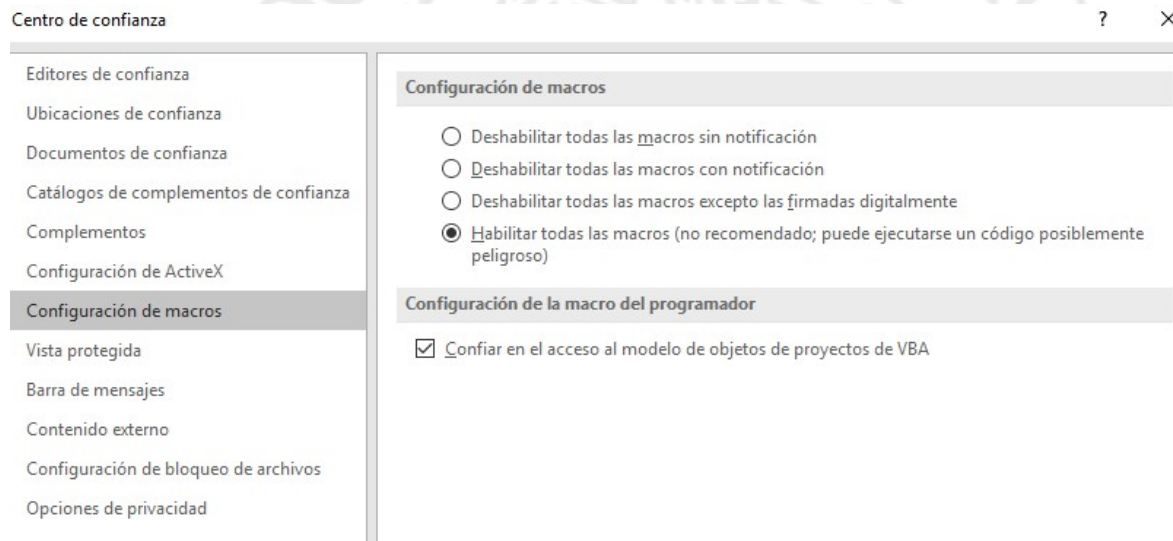 Centro de confianza
Editores de confianza
Ubicaciones de confianza
Documentos de confianza
Catálogos de complementos de confianza
Complementos
Configuración de ActiveX
Configuración de macros
Vista protegida
Barra de mensajes
Contenido externo
Configuración de bloqueo de archivos
Opciones de privacidad
Configuración de macros
Deshabilitar todas las macros sin notificación
Deshabilitar todas las macros con notificación
Deshabilitar todas las macros excepto las firmadas digitalmente
Habilitar todas las macros (no recomendado; puede ejecutarse un código posiblemente
peligroso)
Configuración de la macro del programador
Confiar en el acceso al modelo de objetos de proyectos de VBA